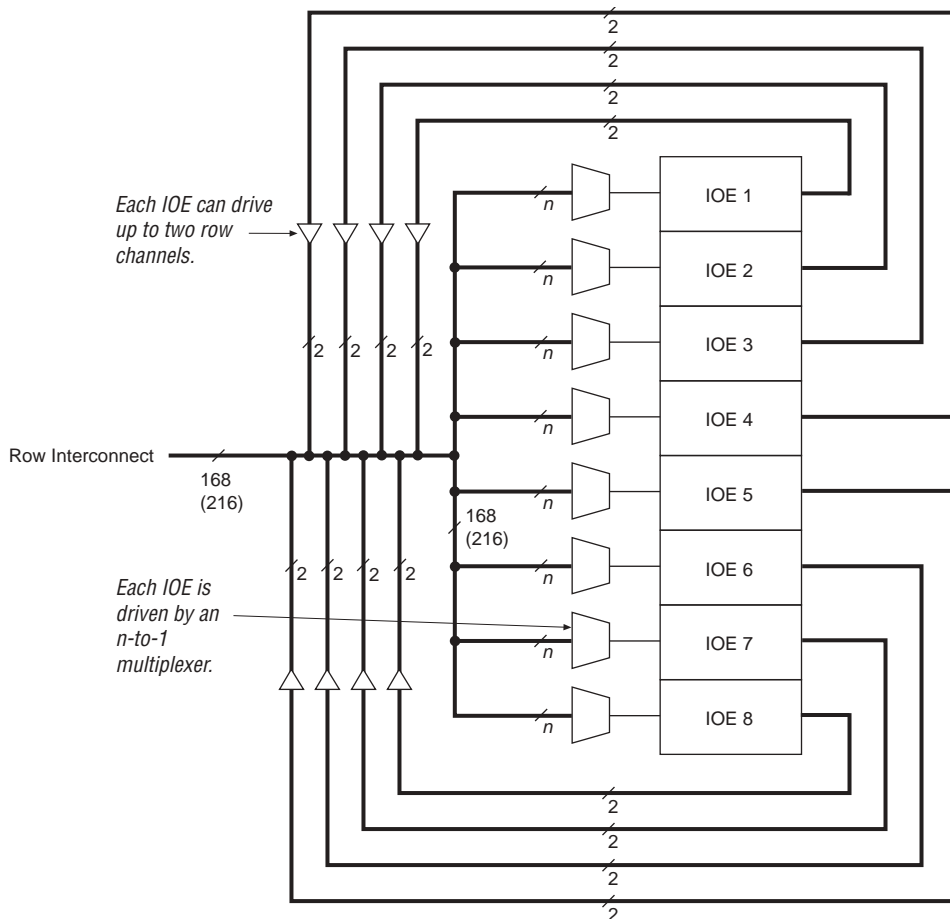 2
2
2
2
Each IOE can drive
up to two row
channels.
n
IOE 1
n
IOE 2
2
2
2
2
n
IOE 3
n
IOE 4
Row Interconnect
168
(216)
n
IOE 5
168
(216)
2
2
2
2
n
IOE 6
Each IOE is
driven by an
n-to-1
multiplexer.
n
IOE 7
n
IOE 8
2
2
2
2